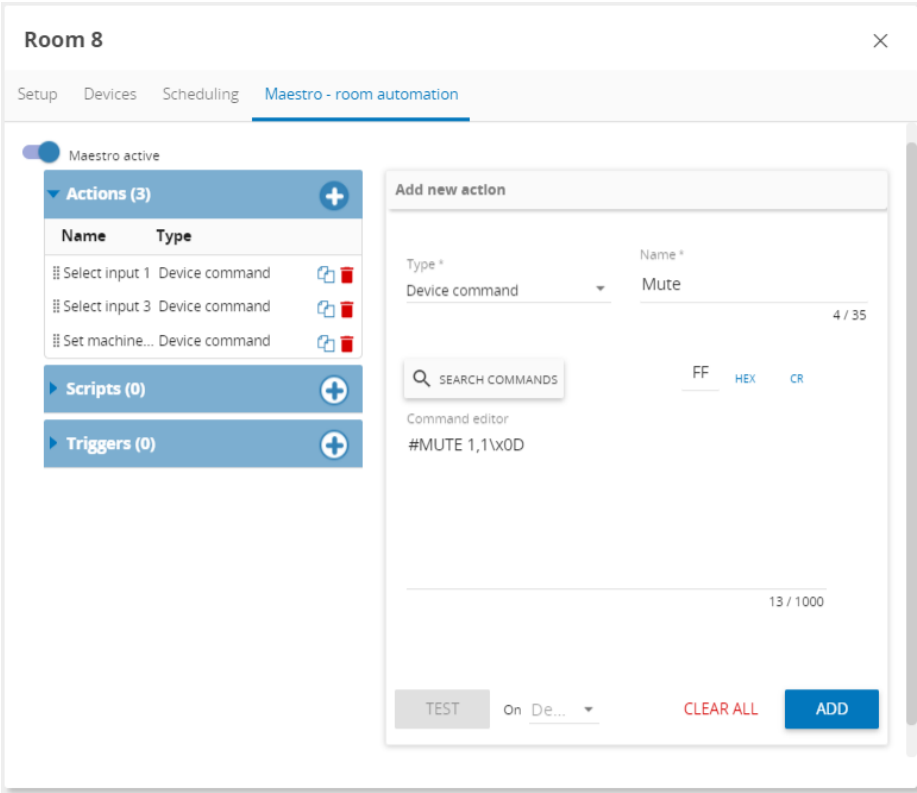 Room 8
Setup Devices Scheduling Maestro - room automation
Maestro active
Actions (3)
Name Type
Select input 1 Device command
Select input 3 Device command
Set machine... Device command
Scripts (0)
Triggers (0)
Add new action
Type *
Device command
Name *
Mute
4 / 35
SEARCH COMMANDS
FF HEX CR
Command editor
#MUTE 1,1\x0D
13 / 1000
TEST On De... CLEAR ALL ADD